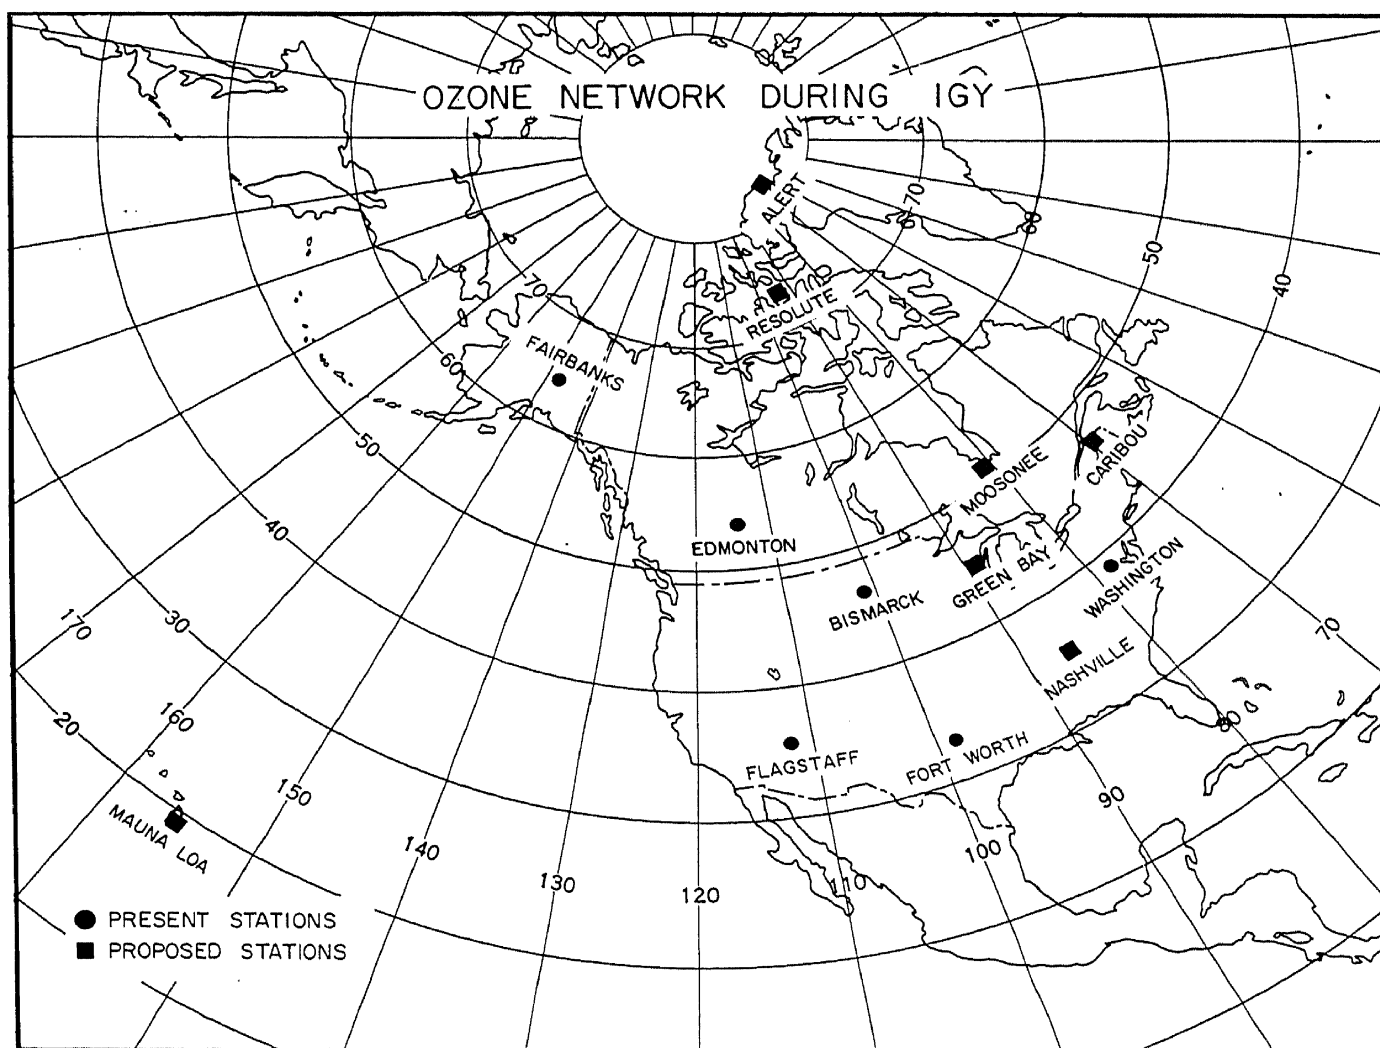 OZONE NETWORK DURING IGY
ALERT
70
60
50
40
RESOLUTE
70
FAIRBANKS
60
50
40
30
20
MOOSONEE
CARIBOU
EDMONTON
BISMARCK
GREEN BAY
WASHINGTON
NASHVILLE
FLAGSTAFF
FORT WORTH
MAUNA LOA
170
160
150
140
130
120
110
100
90
80
70
PRESENT STATIONS
PROPOSED STATIONS